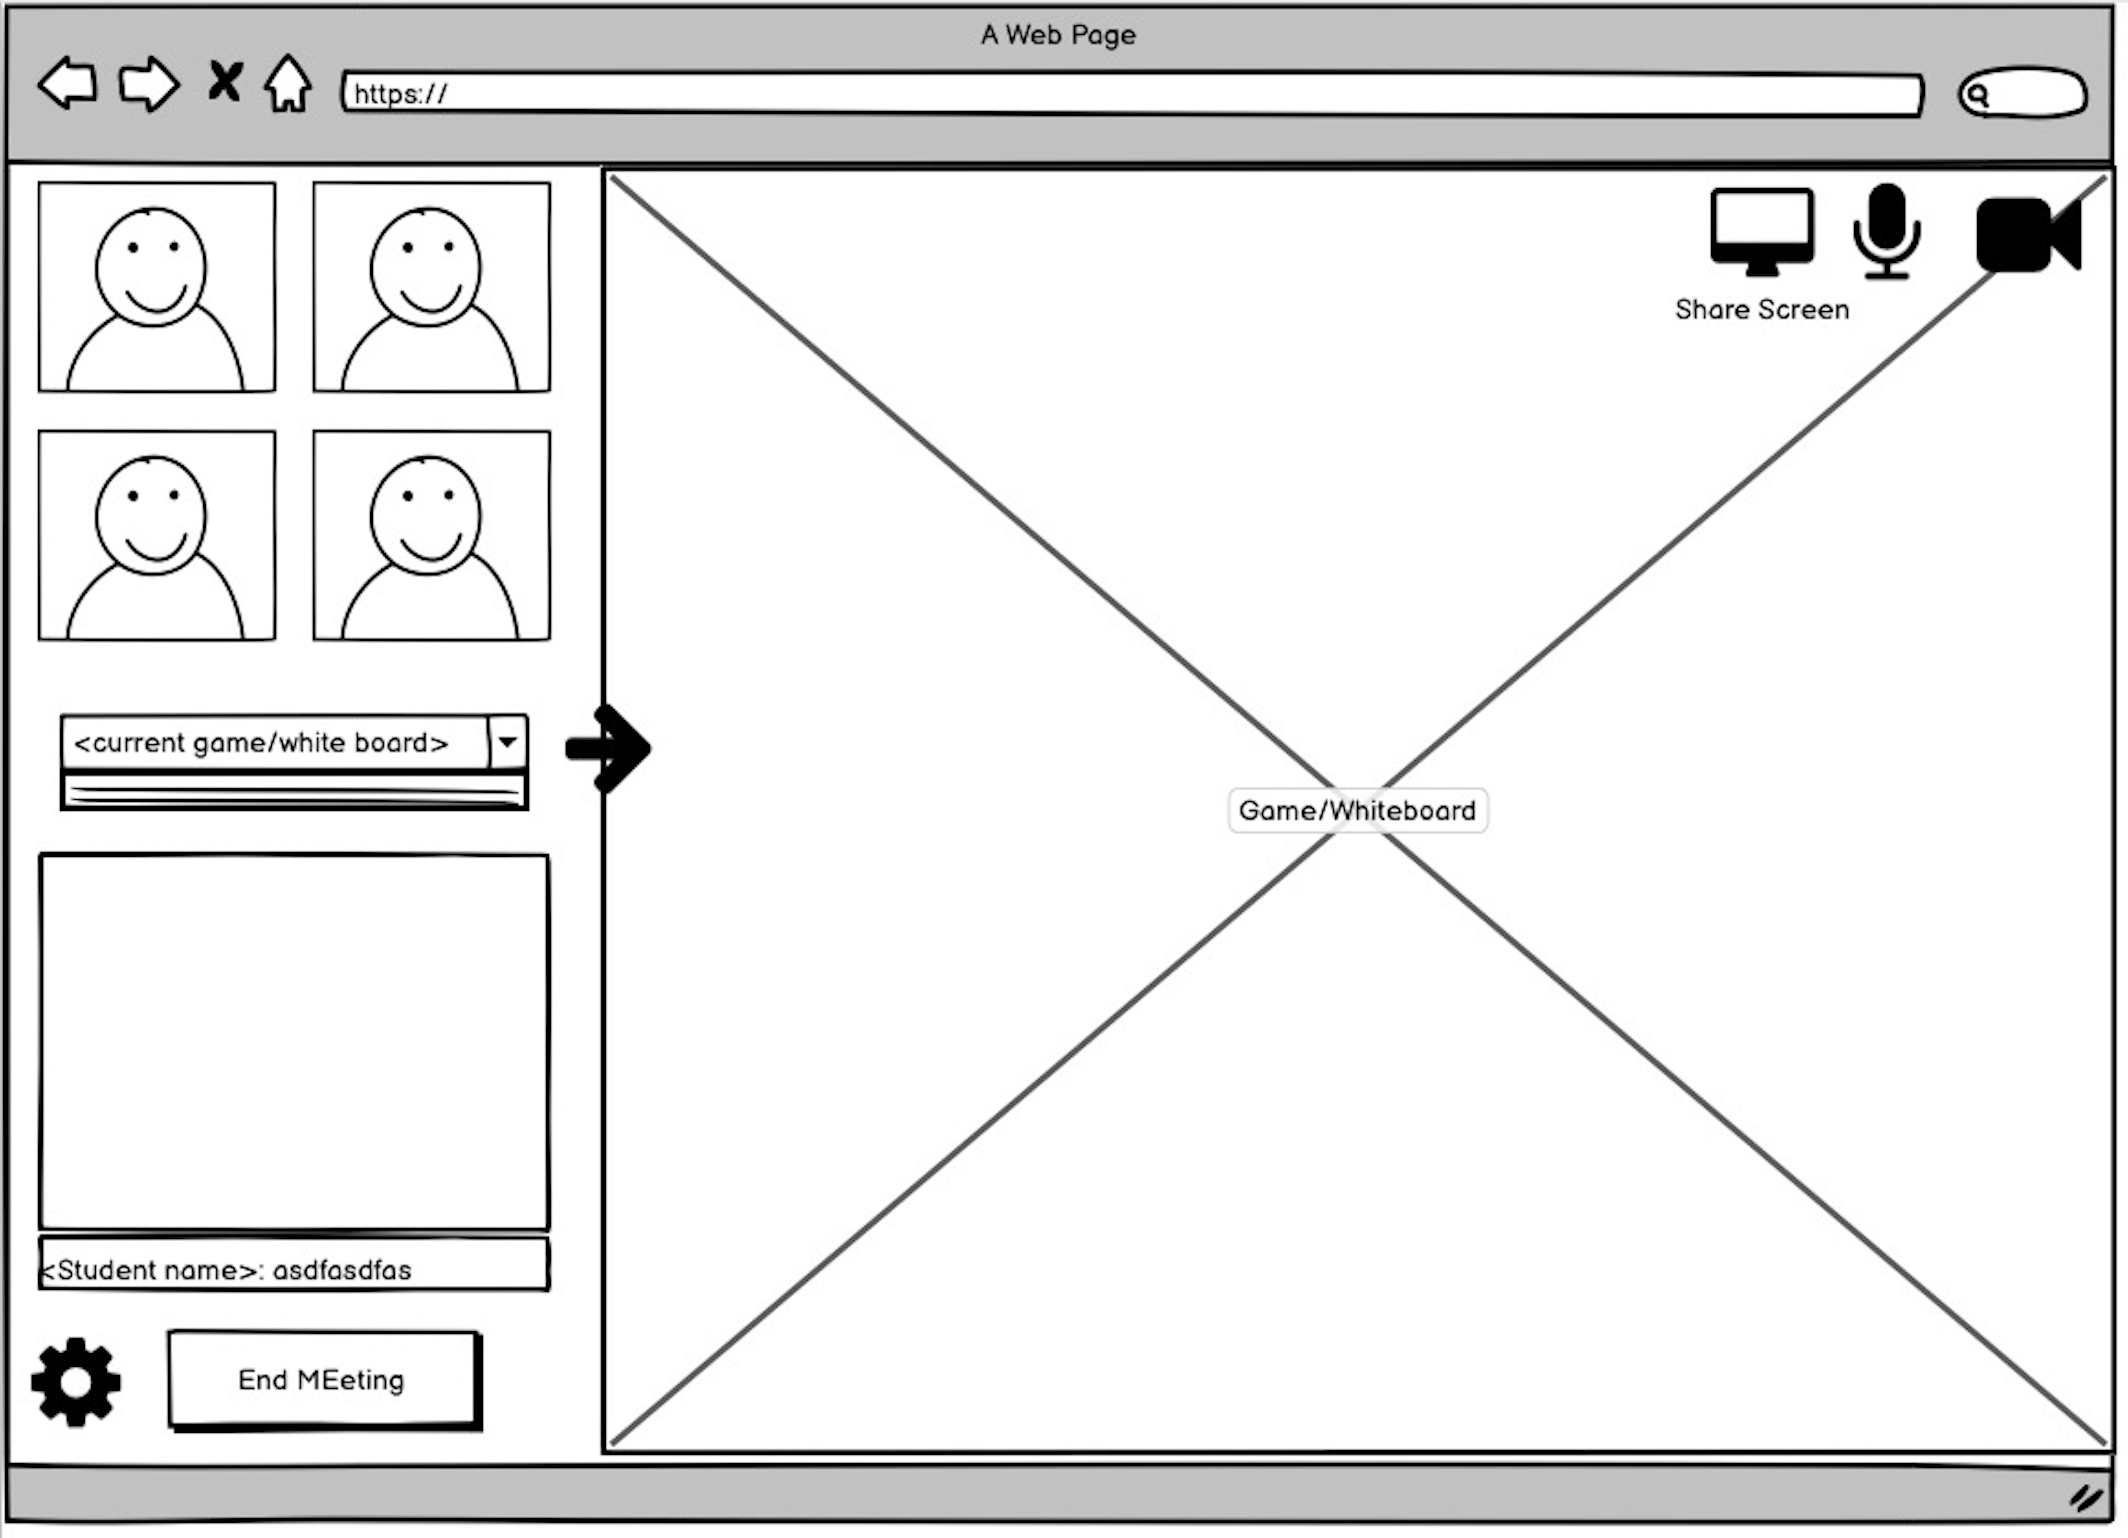 A Web Page
https://
Share Screen
<current game/white board>
Game/Whiteboard
<Student name>: asdfasdfas
End MEeting